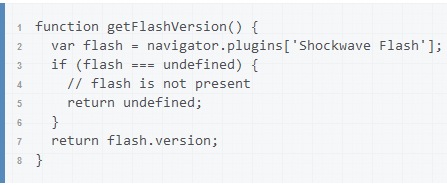 1 function getFlashVersion() {
2   var flash = navigator.plugins['Shockwave Flash'];
3   if (flash === undefined) {
4     // flash is not present
5     return undefined;
6   }
7   return flash.version;
8 }